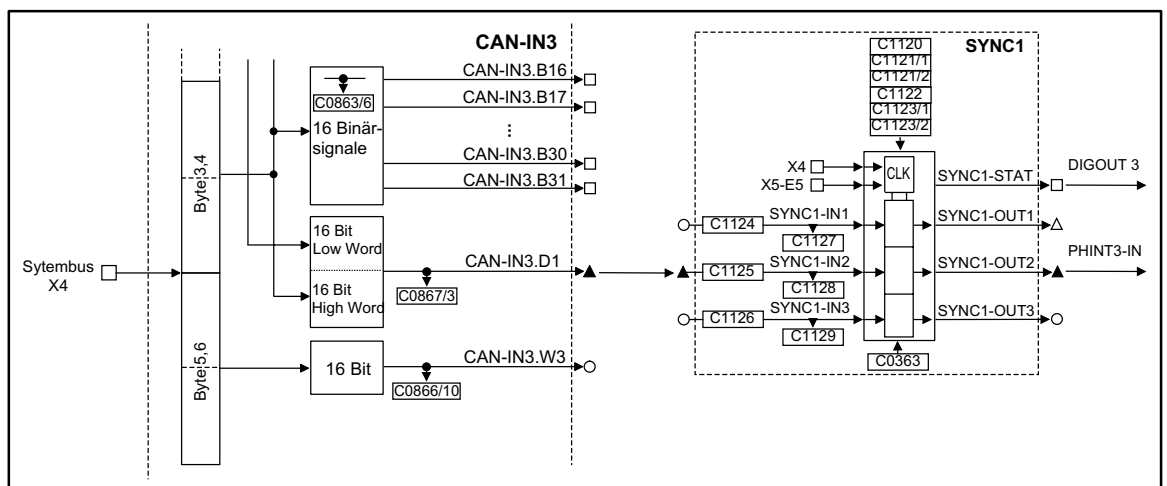 CAN-IN3
Sytembus
X4
Byte 3,4
Byte 5,6
C0863/6
16 Binär-
signale
CAN-IN3.B16
CAN-IN3.B17
...
CAN-IN3.B30
CAN-IN3.B31
16 Bit
Low Word
16 Bit
High Word
CAN-IN3.D1
C0867/3
16 Bit
CAN-IN3.W3
C0866/10
SYNC1
C1120
C1121/1
C1121/2
C1122
C1123/1
C1123/2
X4
X5-E5
CLK
SYNC1-STAT
DIGOUT 3
C1124
SYNC1-IN1
C1127
SYNC1-OUT1
C1125
SYNC1-IN2
C1128
SYNC1-OUT2
PHINT3-IN
C1126
SYNC1-IN3
C1129
SYNC1-OUT3
C0363